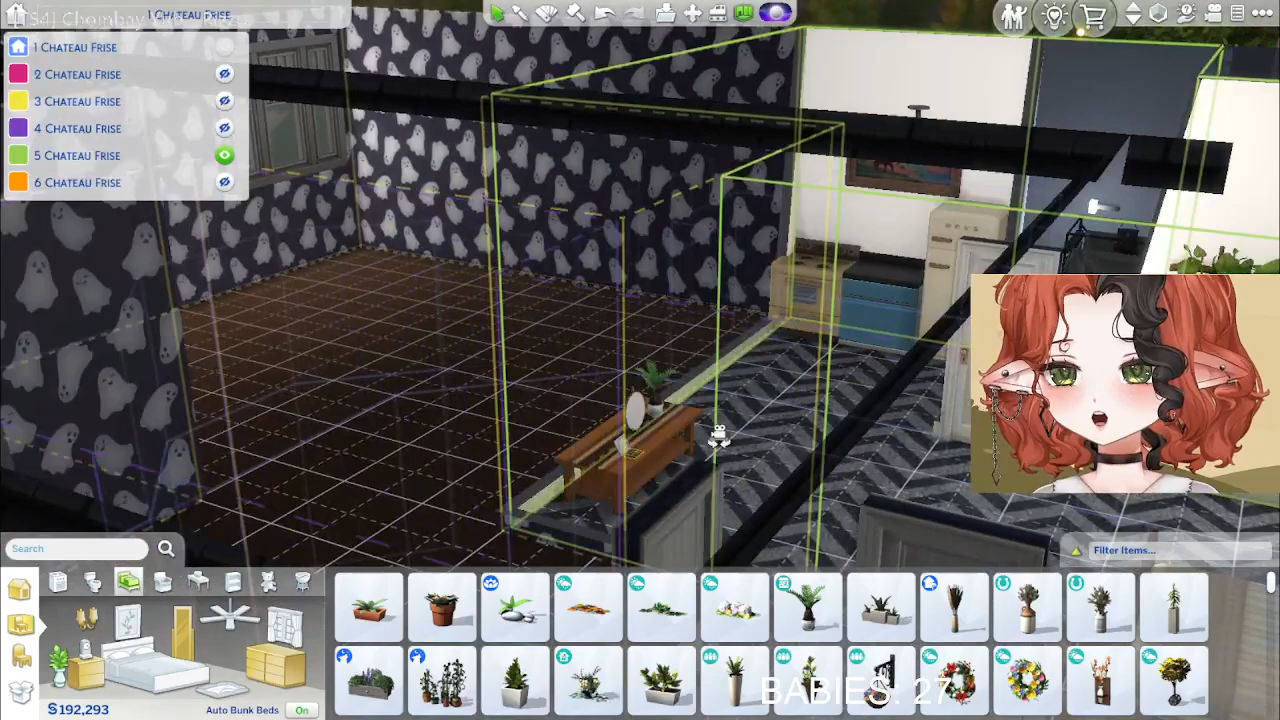 1 CHATEAU FRISE
1 CHATEAU FRISE
2 CHATEAU FRISE
3 CHATEAU FRISE
4 CHATEAU FRISE
5 CHATEAU FRISE
6 CHATEAU FRISE
Search
Filter Items...
BABIES: 27
§192,293
Auto Bunk Beds
On